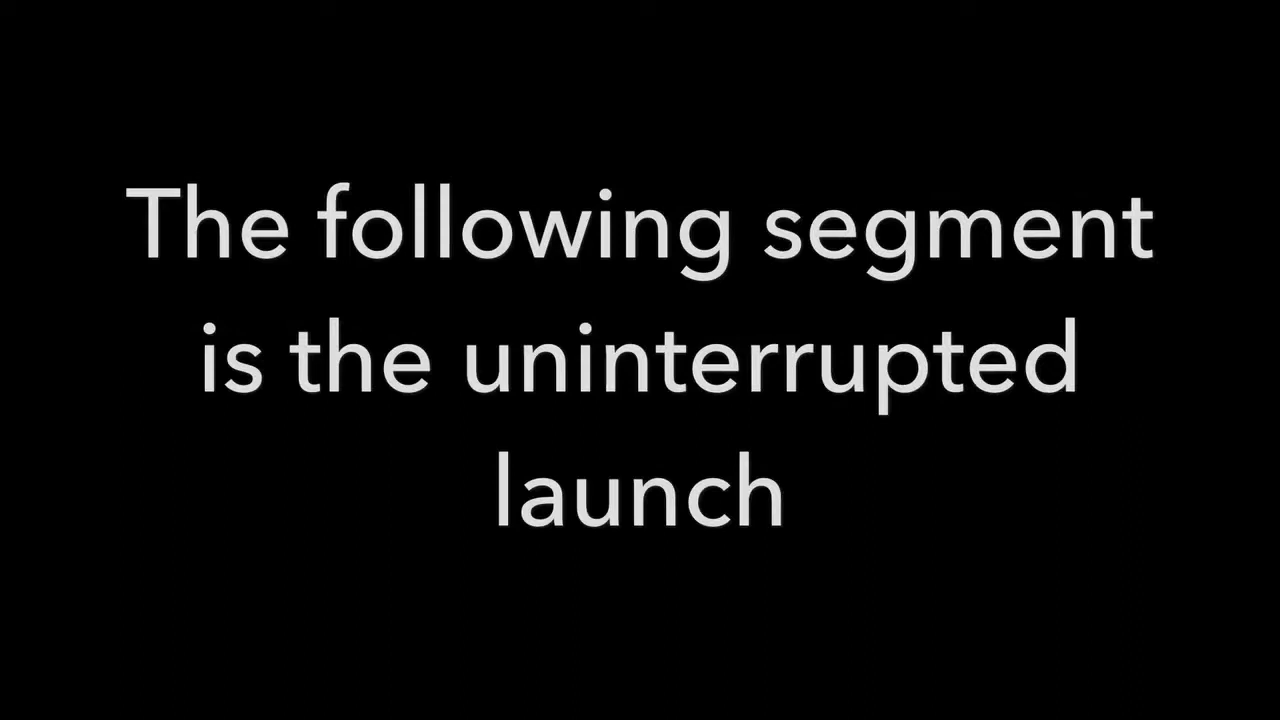 The following segment
is the uninterrupted
launch